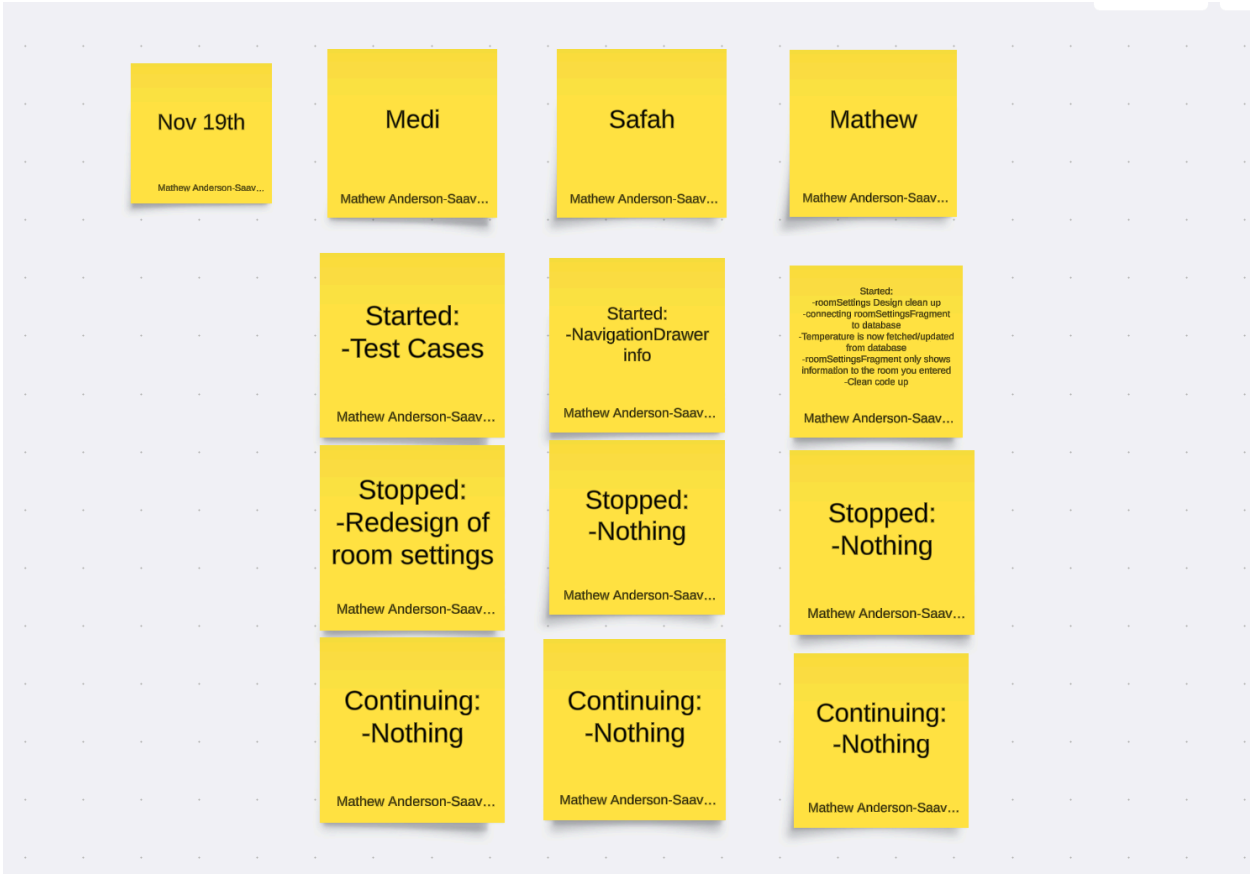 Nov 19th
Mathew Anderson-Saav...
Medi
Mathew Anderson-Saav...
Safah
Mathew Anderson-Saav...
Mathew
Mathew Anderson-Saav...
Started:
-Test Cases
Mathew Anderson-Saav...
Started:
-NavigationDrawer
info
Mathew Anderson-Saav...
Started:
-roomSettings Design clean up
-connecting roomSettingsFragment
to database
-Temperature is now fetched/updated
from database
-roomSettingsFragment only shows
information to the room you entered
-Clean code up
Mathew Anderson-Saav...
Stopped:
-Redesign of
room settings
Mathew Anderson-Saav...
Stopped:
-Nothing
Mathew Anderson-Saav...
Stopped:
-Nothing
Mathew Anderson-Saav...
Continuing:
-Nothing
Mathew Anderson-Saav...
Continuing:
-Nothing
Mathew Anderson-Saav...
Continuing:
-Nothing
Mathew Anderson-Saav...